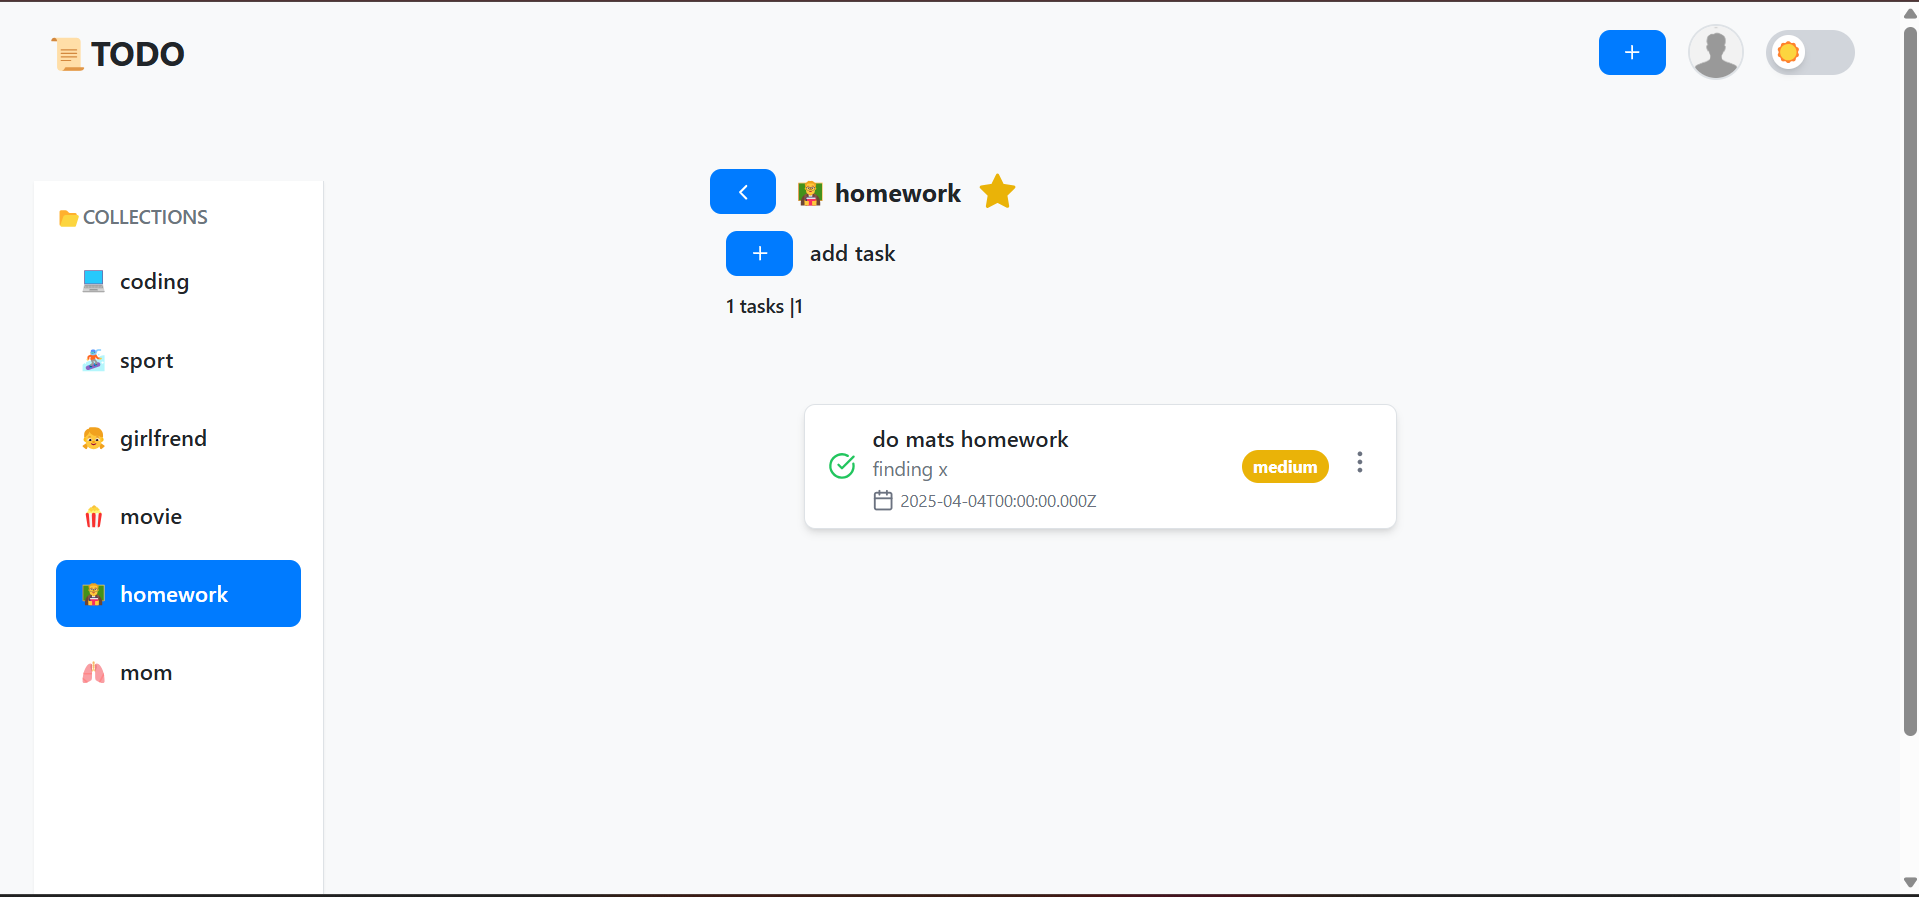 TODO
COLLECTIONS
coding
sport
girlfrend
movie
homework
mom
homework
add task
1 tasks |1
do mats homework
finding x
2025-04-04T00:00:00.000Z
medium